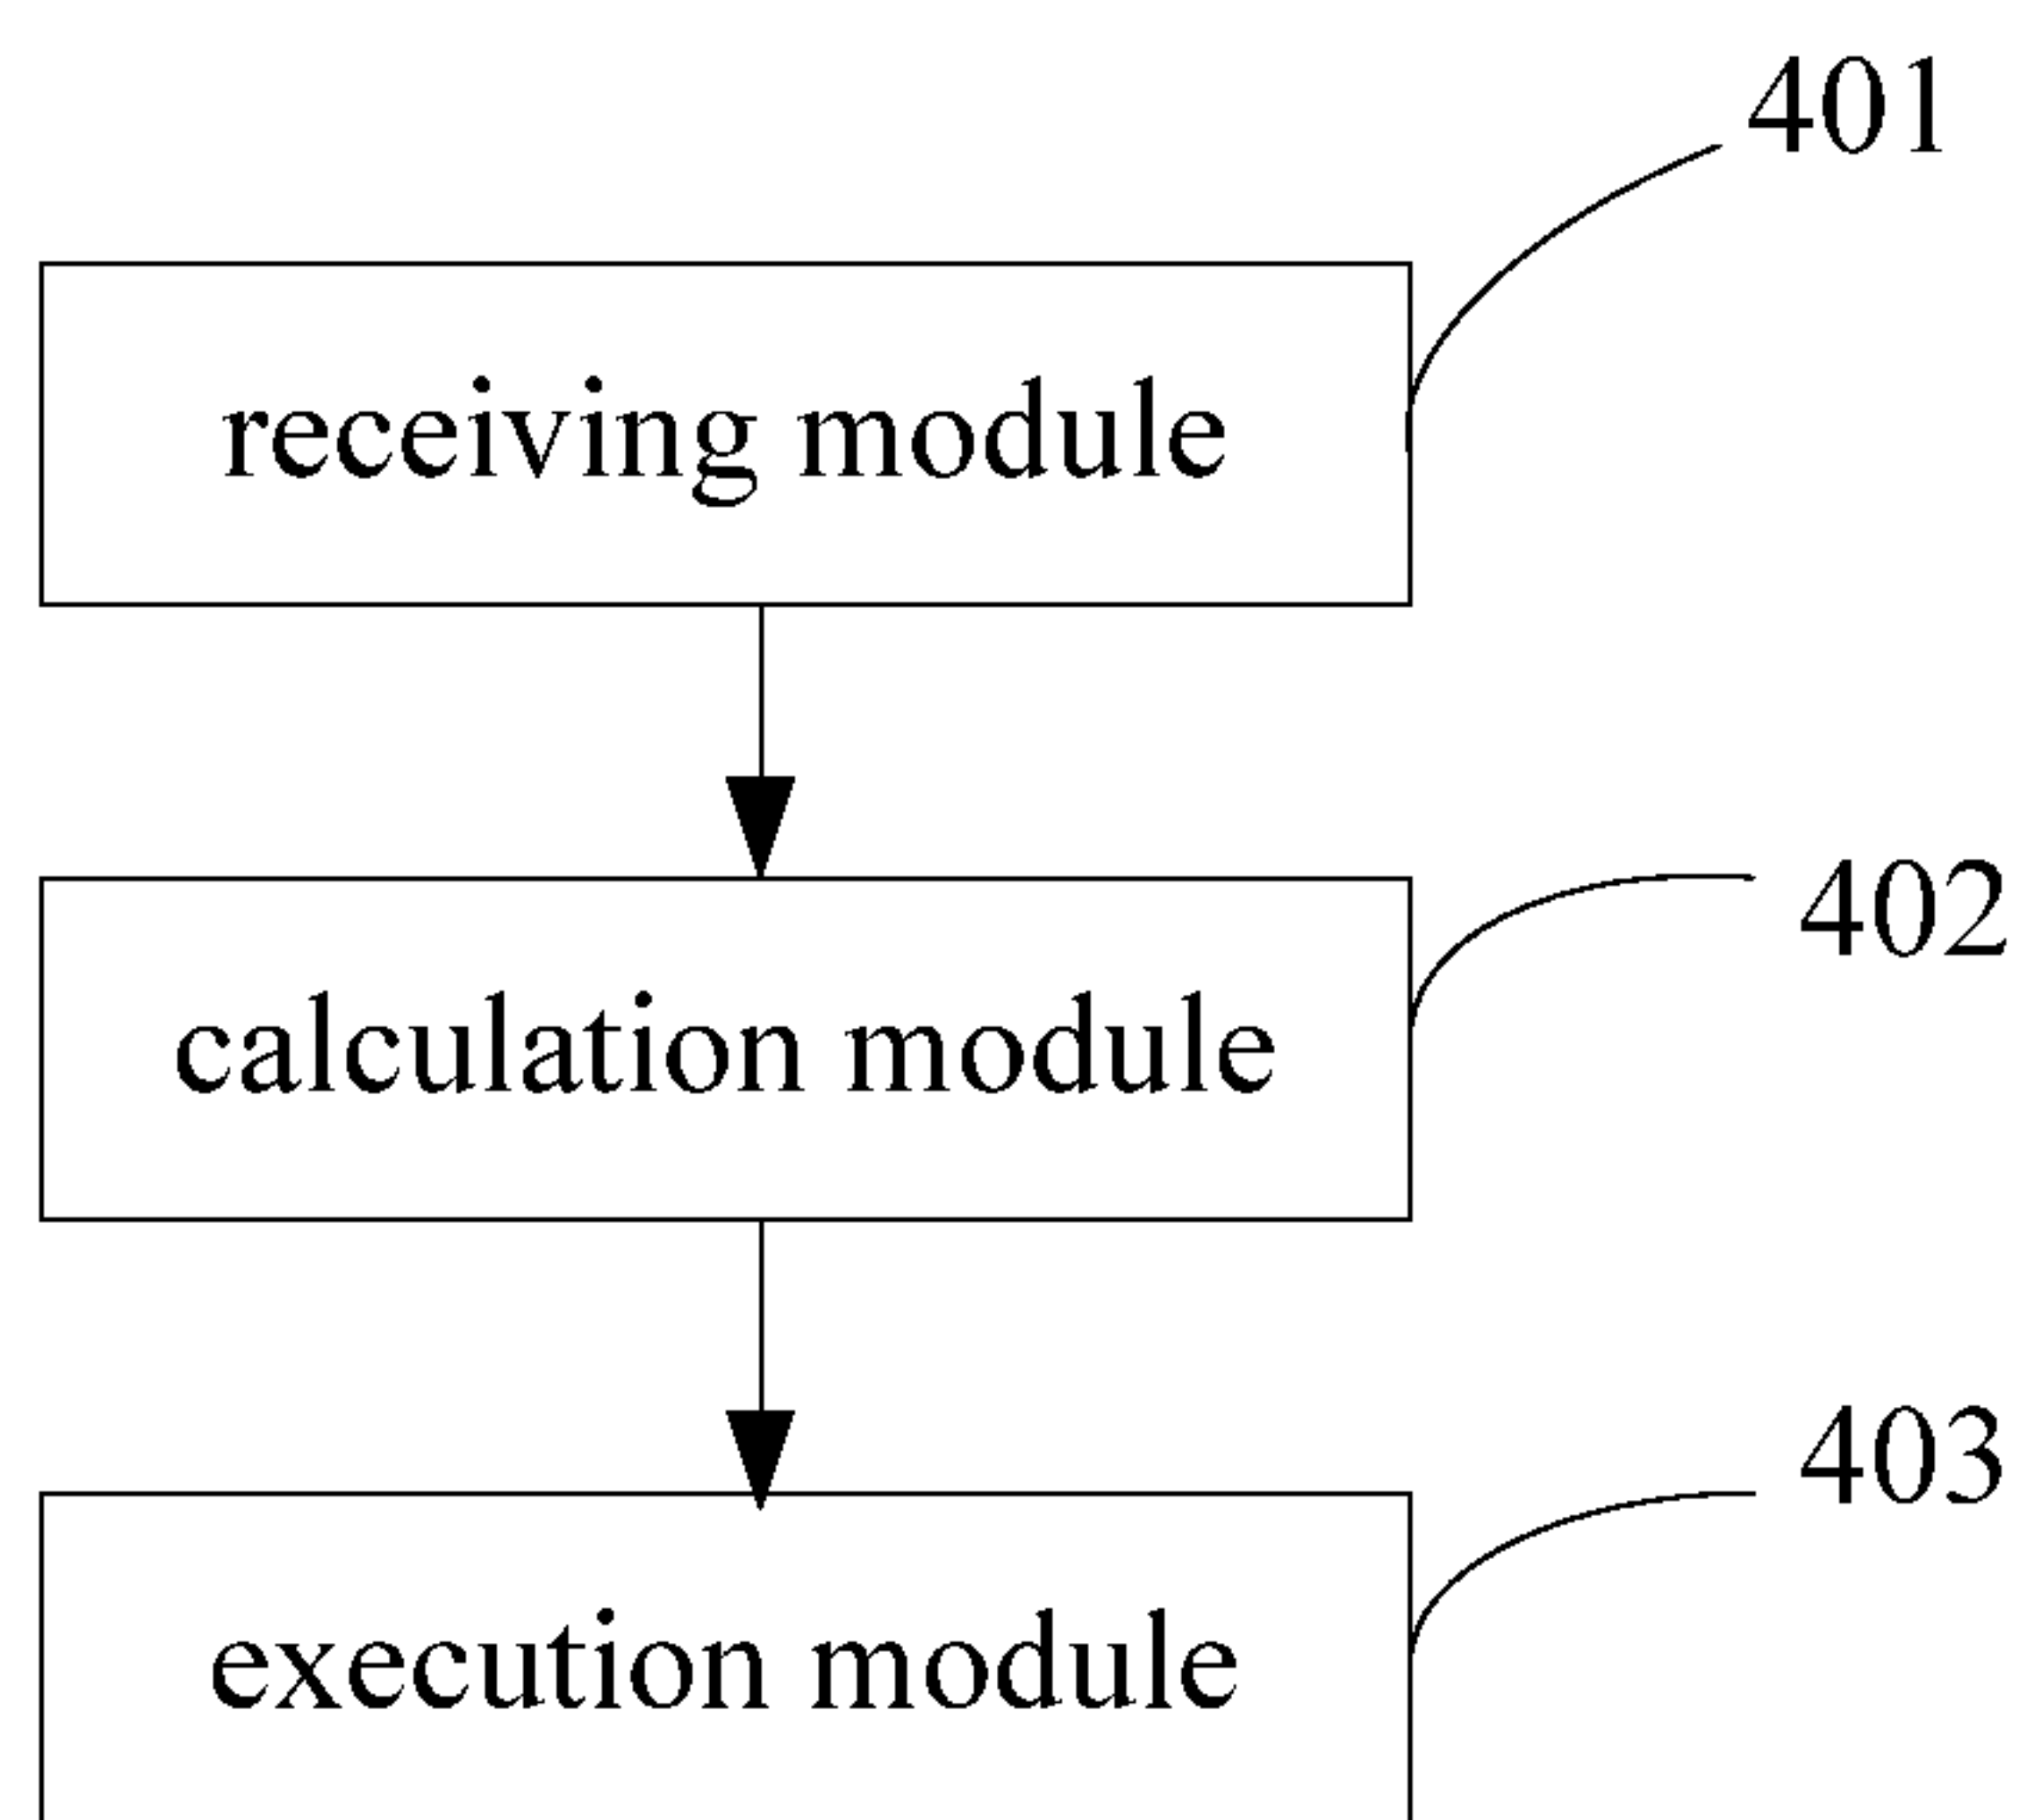 401
receiving module
402
calculation module
403
execution module